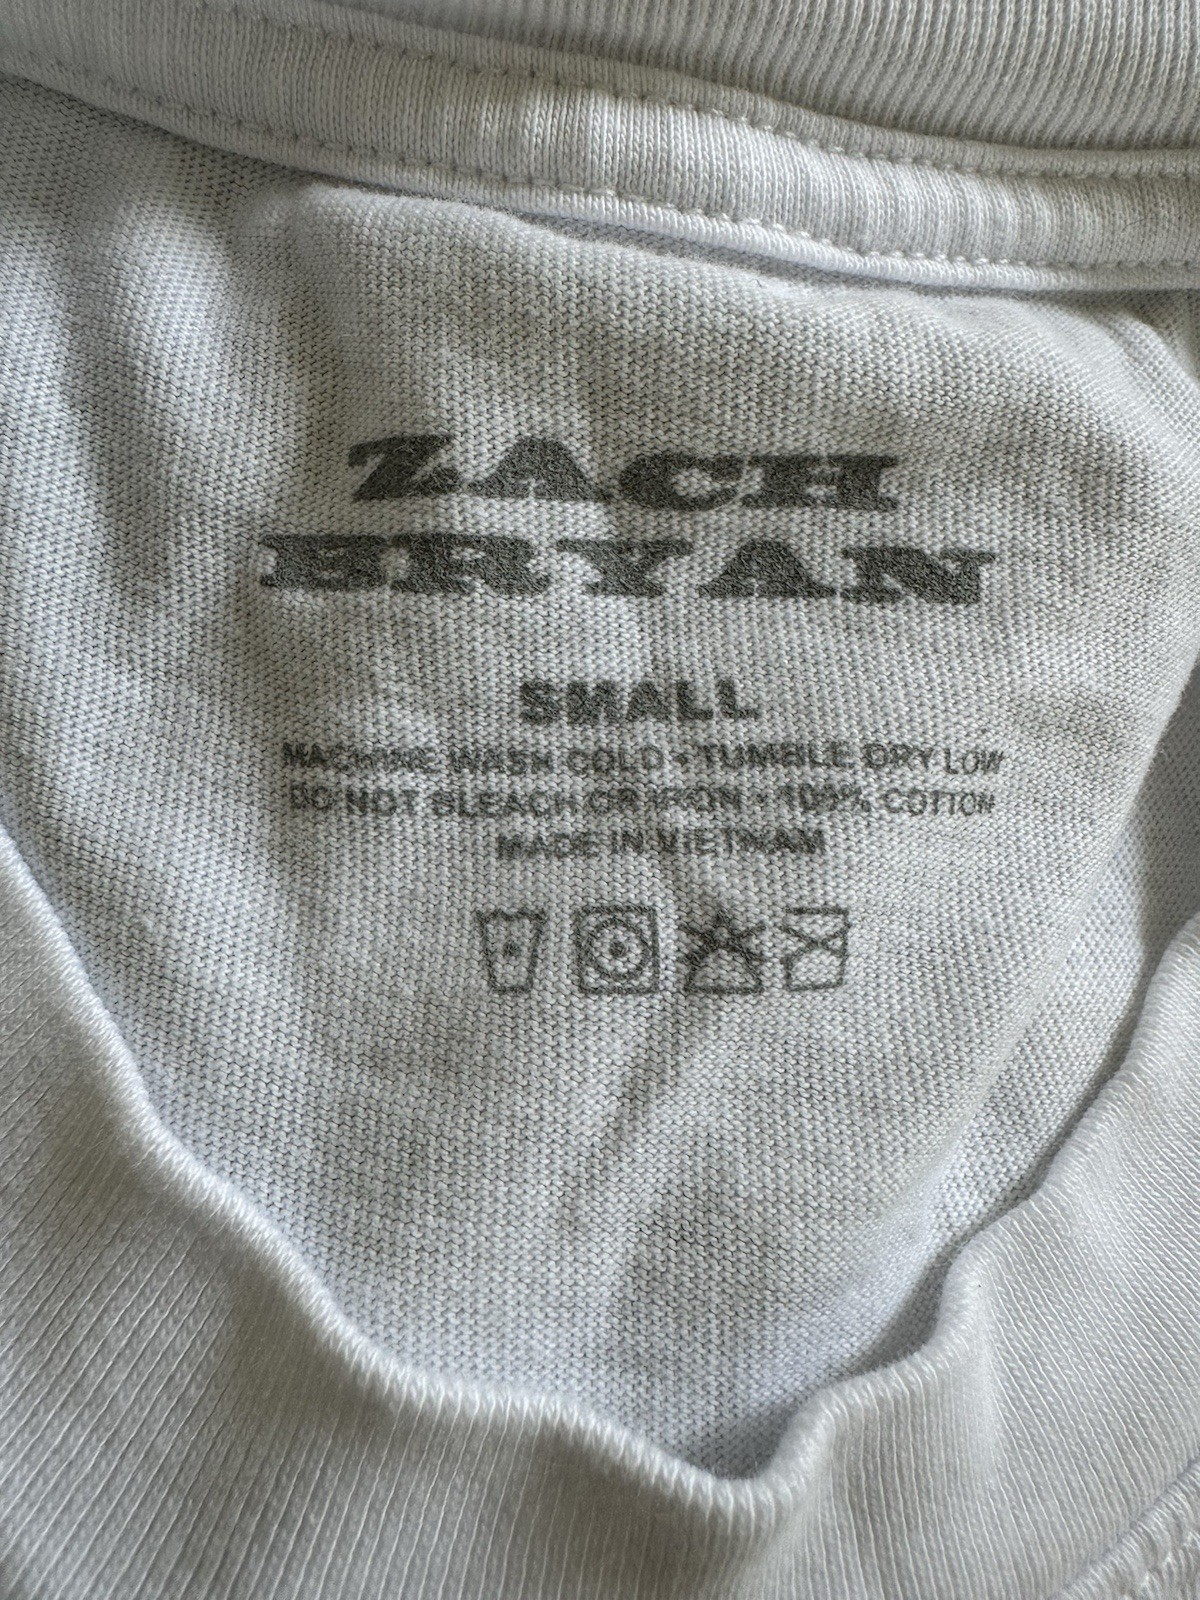 ZACH
BRYAN
SMALL
MACHINE WASH COLD • TUMBLE DRY LOW
DO NOT BLEACH OR IRON • 100% COTTON
MADE IN VIETNAM